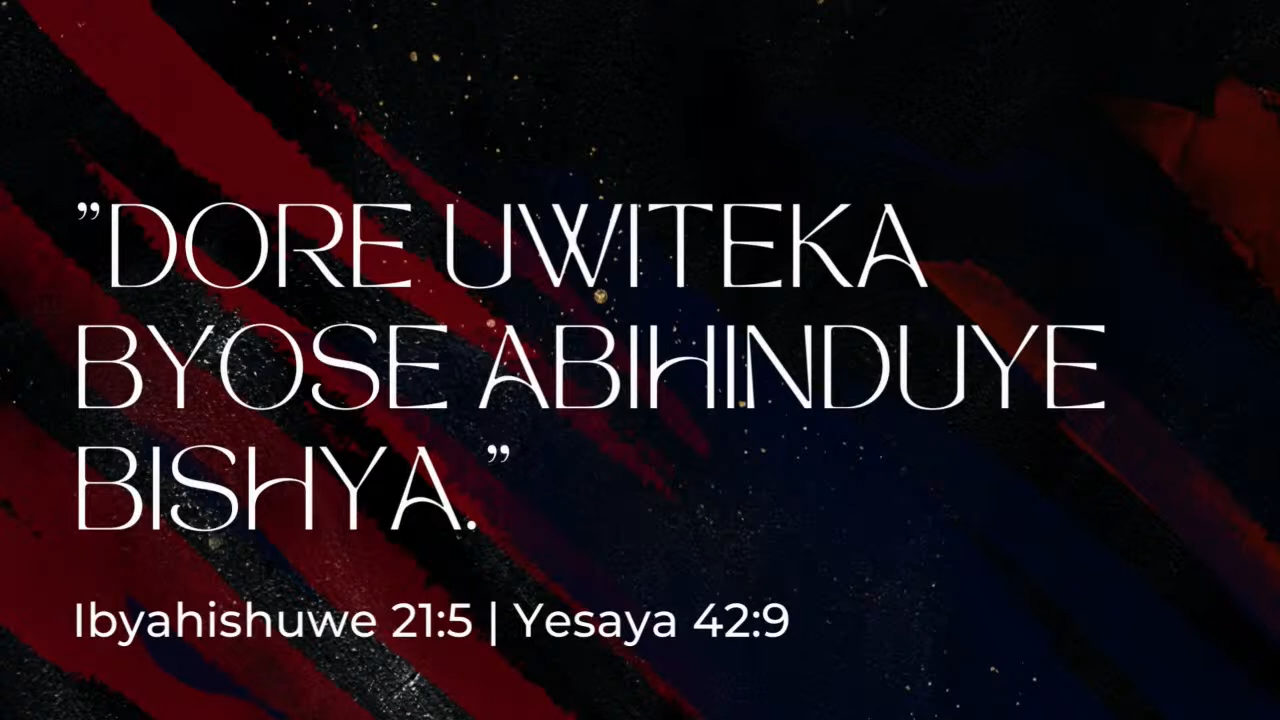 ”DORE UWITEKA
BYOSE ABIHINDUYE
BISHYA.”
Ibyahishuwe 21:5 | Yesaya 42:9